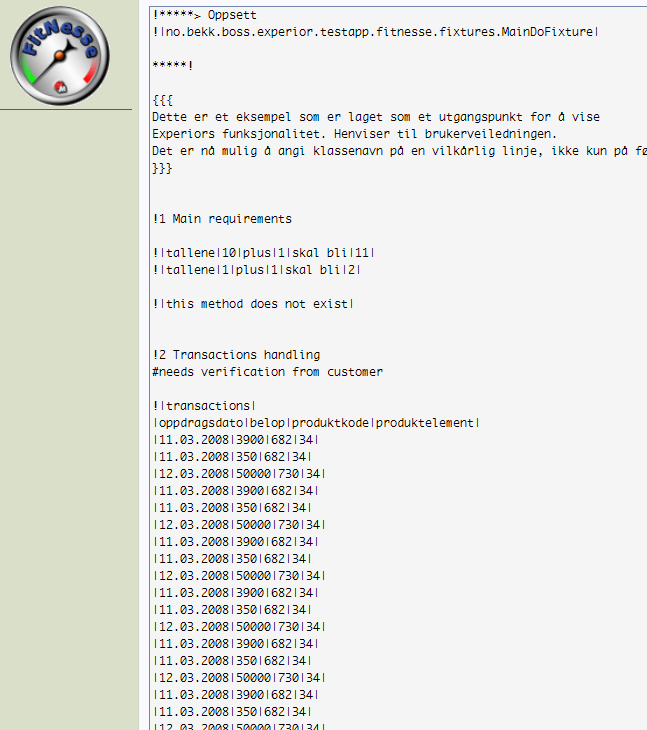 FitNesse
!*****> Oppsett
!|no.bekk.boss.experior.testapp.fitnesse.fixtures.MainDoFixture|
*****!
{{{
Dette er et eksempel som er laget som et utgangspunkt for å vise
Experiors funksjonalitet. Henviser til brukerveiledningen.
Det er nå mulig å angi klassenavn på en vilkårlig linje, ikke kun på
}}}
!1 Main requirements
!|tallene|10|plus|1|skal bli|11|
!|tallene|1|plus|1|skal bli|2|
!|this method does not exist|
!2 Transactions handling
#needs verification from customer
!|transactions|
|oppdragsdato|belop|produktkode|produktelement|
|11.03.2008|3900|682|34|
|11.03.2008|350|682|34|
|12.03.2008|50000|730|34|
|11.03.2008|3900|682|34|
|11.03.2008|350|682|34|
|12.03.2008|50000|730|34|
|11.03.2008|3900|682|34|
|11.03.2008|350|682|34|
|12.03.2008|50000|730|34|
|11.03.2008|3900|682|34|
|11.03.2008|350|682|34|
|12.03.2008|50000|730|34|
|11.03.2008|3900|682|34|
|11.03.2008|350|682|34|
|12.03.2008|50000|730|34|
|11.03.2008|3900|682|34|
|11.03.2008|350|682|34|
|12.03.2008|50000|730|34|